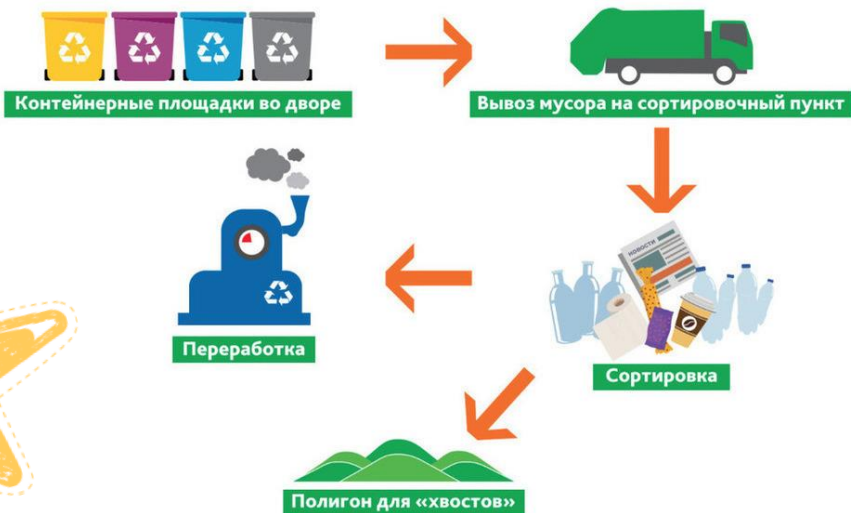 Контейнерные площадки во дворе
Вывоз мусора на сортировочный пункт
НОВОСТИ
Переработка
Сортировка
Полигон для «хвостов»